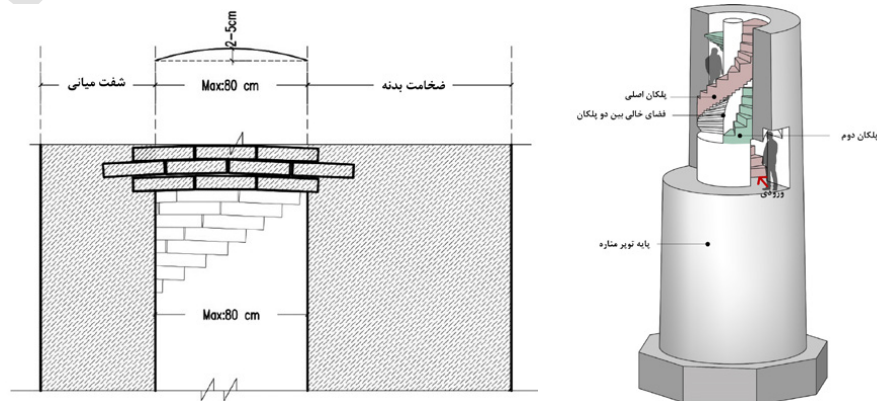 2-5cm
شفت میانی
Max:80 cm
ضخامت بدنه
Max:80 cm
پلکان اصلی
فضای خالی بین دو پلکان
پلکان دوم
ورودی
پایه توپر مناره